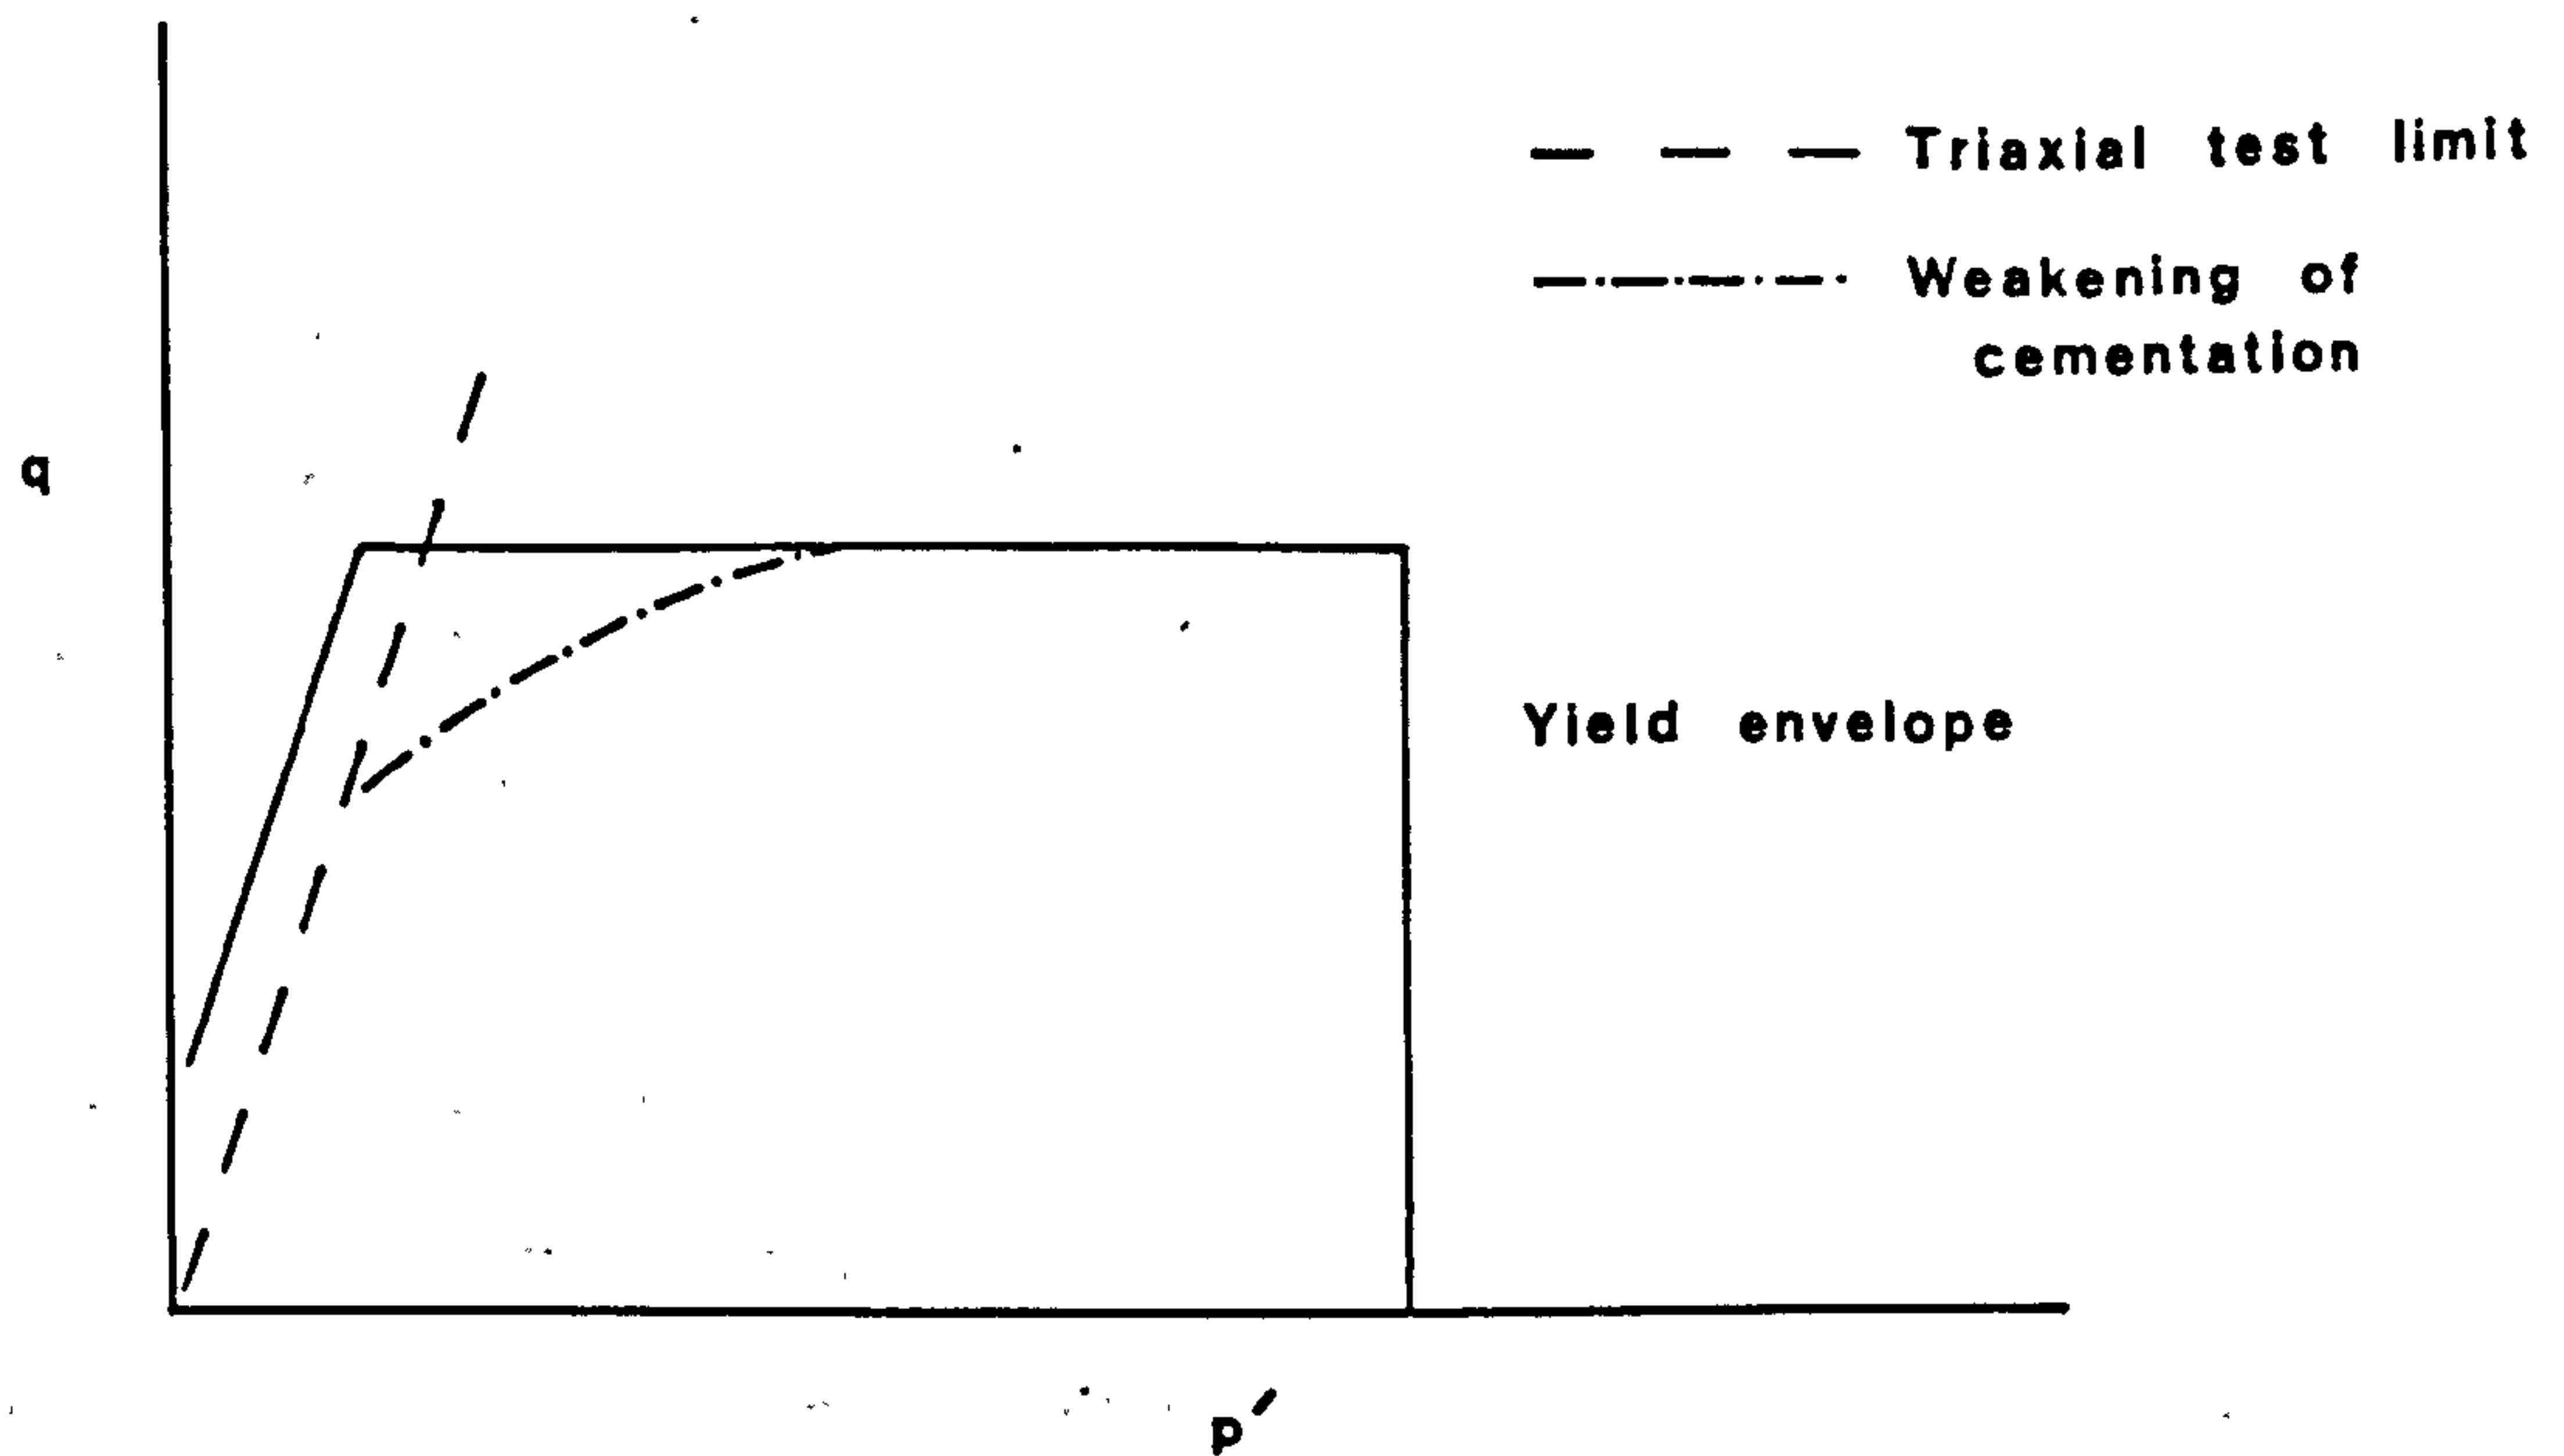 Triaxial test limit
Weakening of
cementation
q
Yield envelope
p′